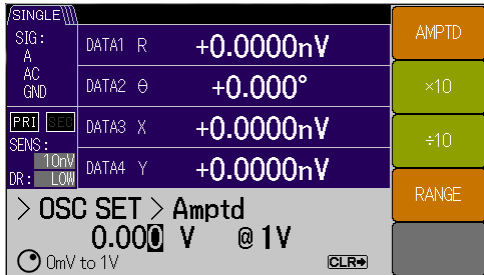 SINGLE
SIG:
A
AC
GND
PRI SEC
SENS:
10nV
DR: LOW
DATA1 R +0.0000nV
DATA2 θ +0.000°
DATA3 X +0.0000nV
DATA4 Y +0.0000nV
> OSC SET > Amptd
0.000 V @1V
0mV to 1V CLR
AMPTD
×10
÷10
RANGE